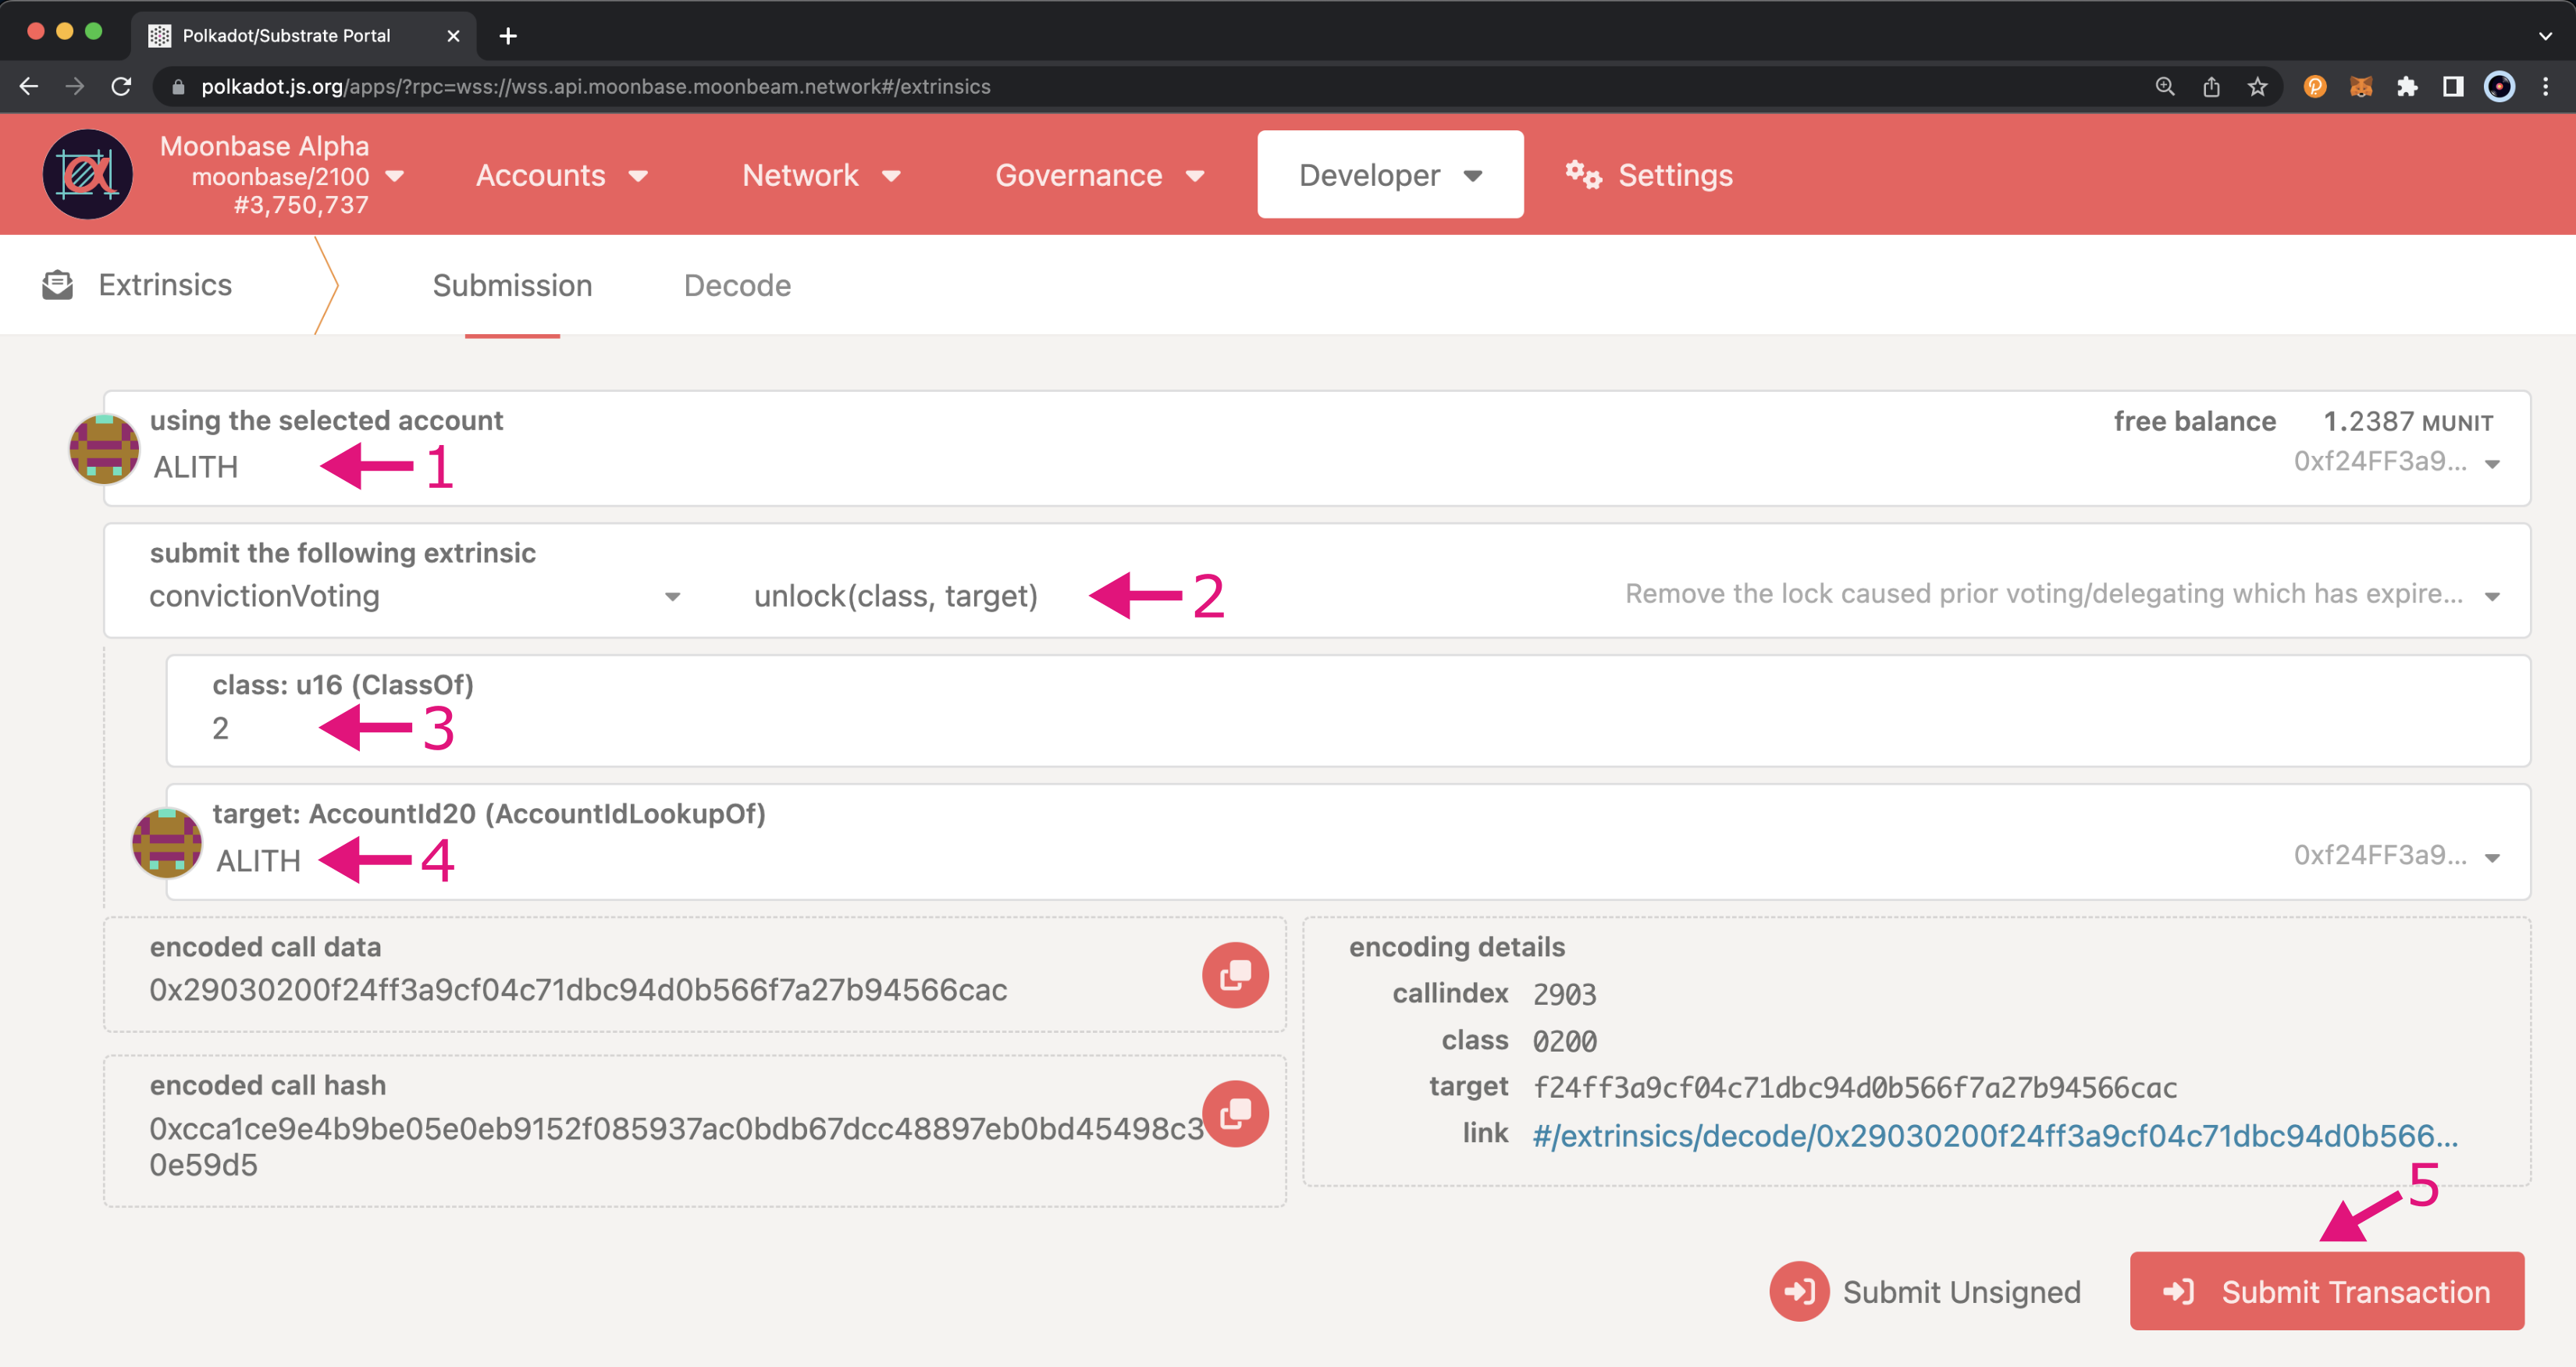 Polkadot/Substrate Portal
polkadot.js.org/apps/?rpc=wss://wss.api.moonbase.moonbeam.network#/extrinsics
Moonbase Alpha
moonbase/2100
#3,750,737
Accounts
Network
Governance
Developer
Settings
Extrinsics
Submission
Decode
using the selected account
ALITH
1
free balance 1.2387 MUNIT
0xf24FF3a9...
submit the following extrinsic
convictionVoting
unlock(class, target)
2
Remove the lock caused prior voting/delegating which has expire...
class: u16 (ClassOf)
2
3
target: AccountId20 (AccountIdLookupOf)
ALITH
4
0xf24FF3a9...
encoded call data
0x29030200f24ff3a9cf04c71dbc94d0b566f7a27b94566cac
encoded call hash
0xcca1ce9e4b9be05e0eb9152f085937ac0bdb67dcc48897eb0bd45498c3
0e59d5
encoding details
callindex 2903
class 0200
target f24ff3a9cf04c71dbc94d0b566f7a27b94566cac
link #/extrinsics/decode/0x29030200f24ff3a9cf04c71dbc94d0b566...
5
Submit Unsigned
Submit Transaction